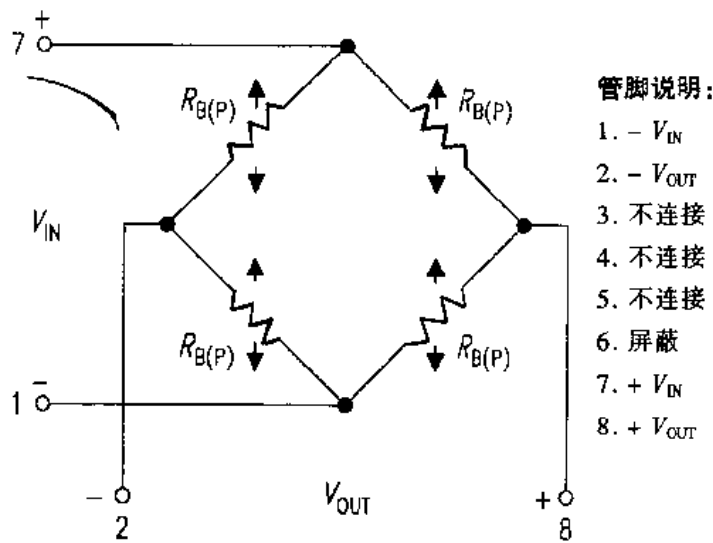 +
7
R_B(P)
R_B(P)
V_IN
R_B(P)
R_B(P)
−
1
−
2
V_OUT
+
8
管脚说明：
1. − V_IN
2. − V_OUT
3. 不连接
4. 不连接
5. 不连接
6. 屏蔽
7. + V_IN
8. + V_OUT